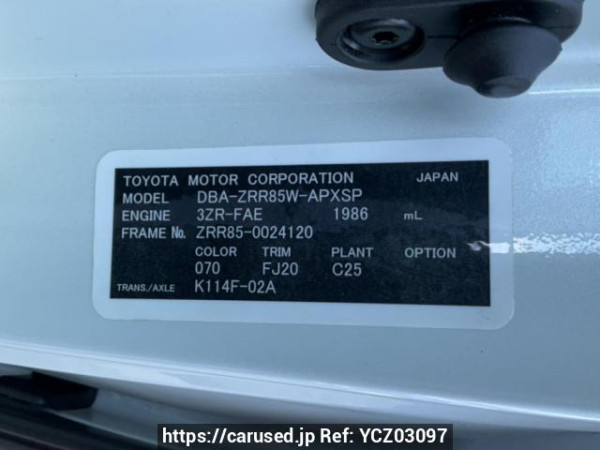 TOYOTA MOTOR CORPORATION JAPAN
MODEL DBA-ZRR85W-APXSP
ENGINE 3ZR-FAE 1986 mL
FRAME No. ZRR85-0024120
COLOR TRIM PLANT OPTION
070 FJ20 C25
TRANS./AXLE K114F-02A
https://carused.jp Ref: YCZ03097